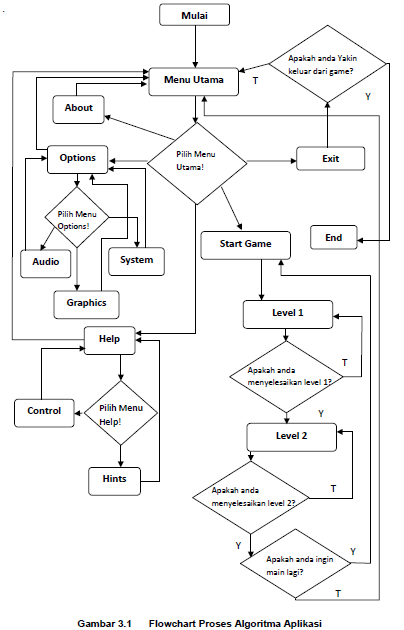 Mulai
Menu Utama
Apakah anda Yakin
keluar dari game?
T
Y
About
Options
Pilih Menu
Utama!
Exit
Pilih Menu
Options!
Start Game
End
Audio
System
Graphics
Level 1
Help
Apakah anda
menyelesaikan level 1?
T
Y
Control
Pilih Menu
Help!
Level 2
Hints
Apakah anda
menyelesaikan level 2?
T
Y
Apakah anda ingin
main lagi?
Y
T
Gambar 3.1 Flowchart Proses Algoritma Aplikasi